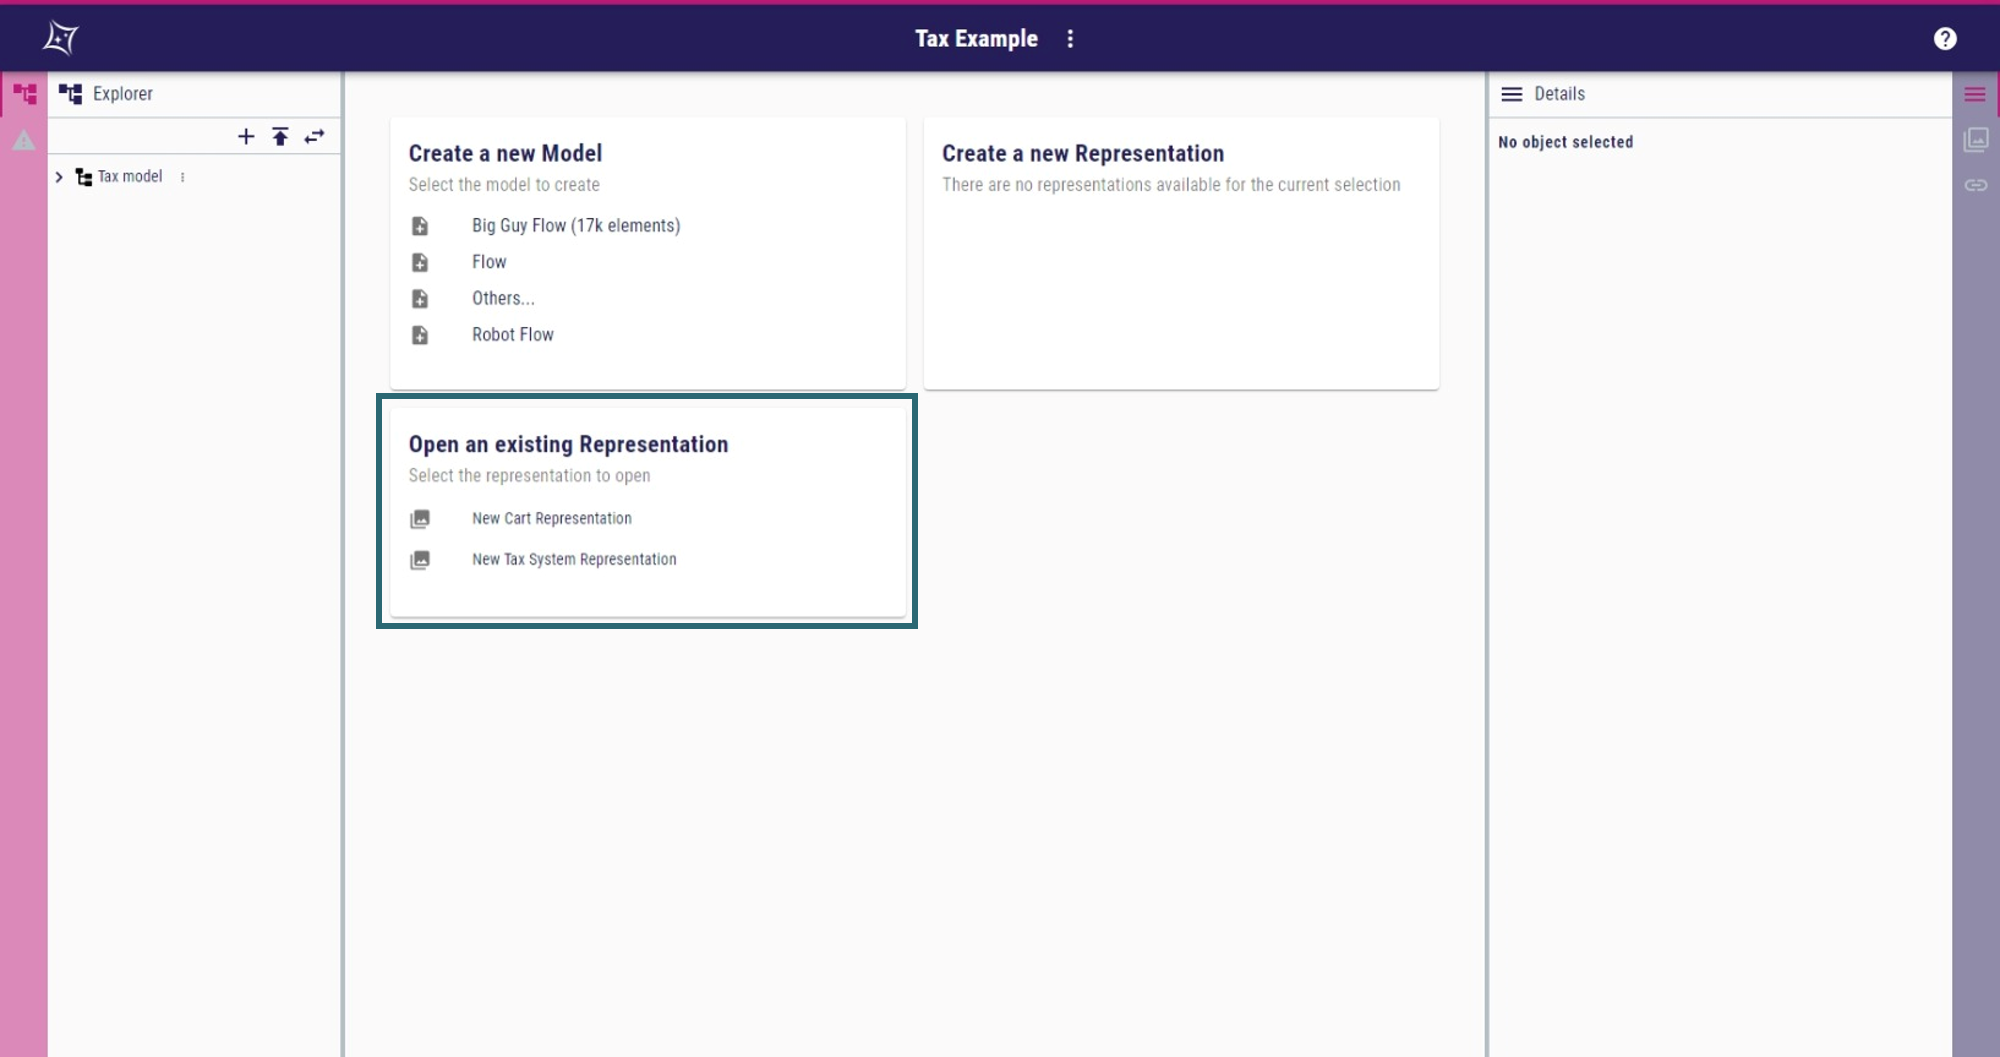 Tax Example
Explorer
Tax model
Create a new Model
Select the model to create
Big Guy Flow (17k elements)
Flow
Others...
Robot Flow
Create a new Representation
There are no representations available for the current selection
Open an existing Representation
Select the representation to open
New Cart Representation
New Tax System Representation
Details
No object selected